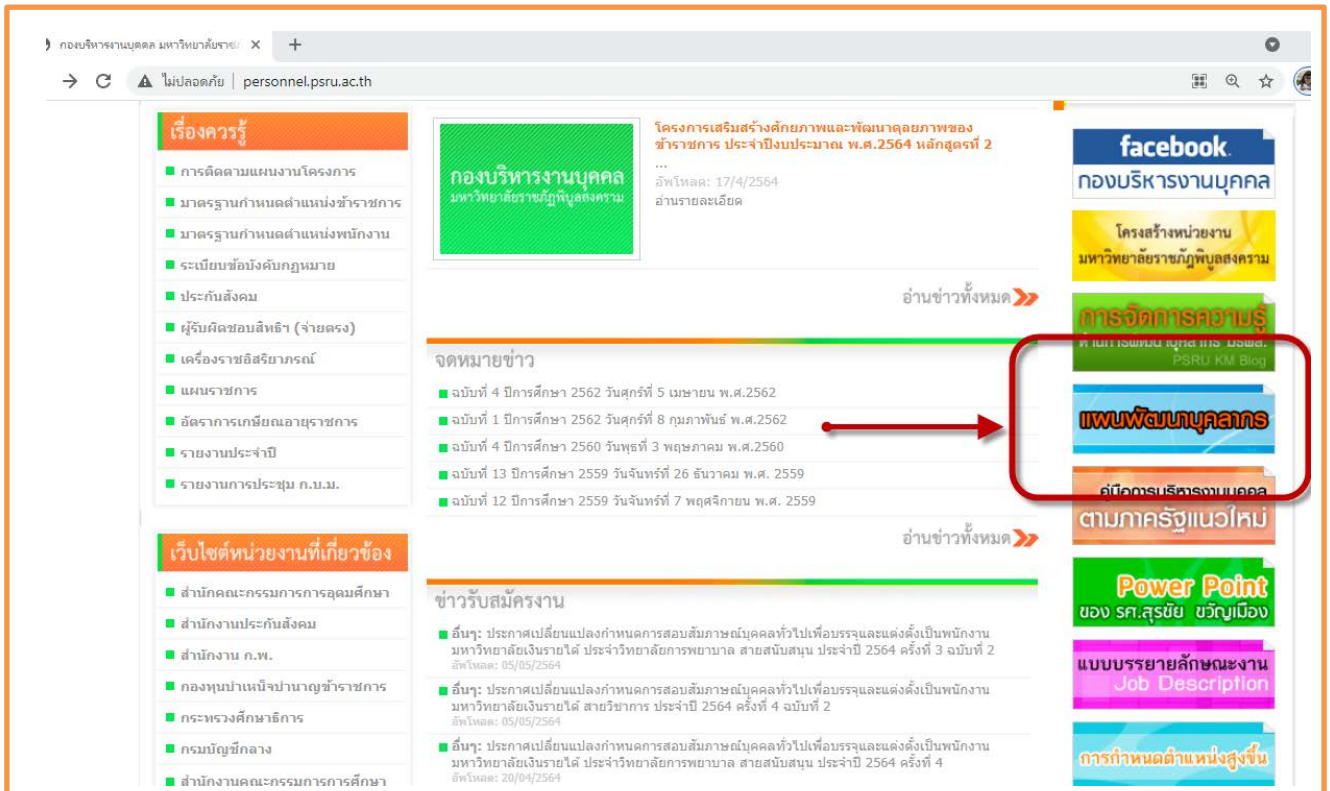 กองบริหารงานบุคคล มหาวิทยาลัยราชภ
ไม่ปลอดภัย | personnel.psru.ac.th
เรื่องควรรู้
การติดตามแผนงานโครงการ
มาตรฐานกำหนดตำแหน่งข้าราชการ
มาตรฐานกำหนดตำแหน่งพนักงาน
ระเบียบข้อบังคับกฎหมาย
ประกันสังคม
ผู้รับผิดชอบสิทธิฯ (จ่ายตรง)
เครื่องราชอิสริยาภรณ์
แผนราชการ
อัตราการเกษียณอายุราชการ
รายงานประจำปี
รายงานการประชุม ก.บ.ม.
เว็บไซต์หน่วยงานที่เกี่ยวข้อง
สำนักคณะกรรมการการอุดมศึกษา
สำนักงานประกันสังคม
สำนักงาน ก.พ.
กองทุนบำเหน็จบำนาญข้าราชการ
กระทรวงศึกษาธิการ
กรมบัญชีกลาง
สำนักงานคณะกรรมการการศึกษา
กองบริหารงานบุคคล
มหาวิทยาลัยราชภัฏพิบูลสงคราม
โครงการเสริมสร้างศักยภาพและพัฒนาดุลยภาพของ
ข้าราชการ ประจำปีงบประมาณ พ.ศ.2564 หลักสูตรที่ 2
...
อัพโหลด: 17/4/2564
อ่านรายละเอียด
อ่านข่าวทั้งหมด
จดหมายข่าว
ฉบับที่ 4 ปีการศึกษา 2562 วันศุกร์ที่ 5 เมษายน พ.ศ.2562
ฉบับที่ 1 ปีการศึกษา 2562 วันศุกร์ที่ 8 กุมภาพันธ์ พ.ศ.2562
ฉบับที่ 4 ปีการศึกษา 2560 วันพุธที่ 3 พฤษภาคม พ.ศ.2560
ฉบับที่ 13 ปีการศึกษา 2559 วันจันทร์ที่ 26 ธันวาคม พ.ศ. 2559
ฉบับที่ 12 ปีการศึกษา 2559 วันจันทร์ที่ 7 พฤศจิกายน พ.ศ. 2559
อ่านข่าวทั้งหมด
ข่าวรับสมัครงาน
อื่นๆ: ประกาศเปลี่ยนแปลงกำหนดการสอบสัมภาษณ์บุคคลทั่วไปเพื่อบรรจุและแต่งตั้งเป็นพนักงาน
มหาวิทยาลัยเงินรายได้ ประจำวิทยาลัยการพยาบาล สายสนับสนุน ประจำปี 2564 ครั้งที่ 3 ฉบับที่ 2
อัพโหลด: 05/05/2564
อื่นๆ: ประกาศเปลี่ยนแปลงกำหนดการสอบสัมภาษณ์บุคคลทั่วไปเพื่อบรรจุและแต่งตั้งเป็นพนักงาน
มหาวิทยาลัยเงินรายได้ สายวิชาการ ประจำปี 2564 ครั้งที่ 4 ฉบับที่ 2
อัพโหลด: 05/05/2564
อื่นๆ: ประกาศเปลี่ยนแปลงกำหนดการสอบสัมภาษณ์บุคคลทั่วไปเพื่อบรรจุและแต่งตั้งเป็นพนักงาน
มหาวิทยาลัยเงินรายได้ ประจำวิทยาลัยการพยาบาล สายสนับสนุน ประจำปี 2564 ครั้งที่ 4
อัพโหลด: 20/04/2564
facebook.
กองบริหารงานบุคคล
โครงสร้างหน่วยงาน
มหาวิทยาลัยราชภัฏพิบูลสงคราม
การจัดการความรู้
ด้านการพัฒนาบุคลากร มรพส.
PSRU KM Blog
แผนพัฒนาบุคลากร
คู่มือการบริหารงานบุคคล
ตามภาครัฐแนวใหม่
Power Point
ของ รศ.สุรชัย ขวัญเมือง
แบบบรรยายลักษณะงาน
Job Description
การกำหนดตำแหน่งสูงขึ้น